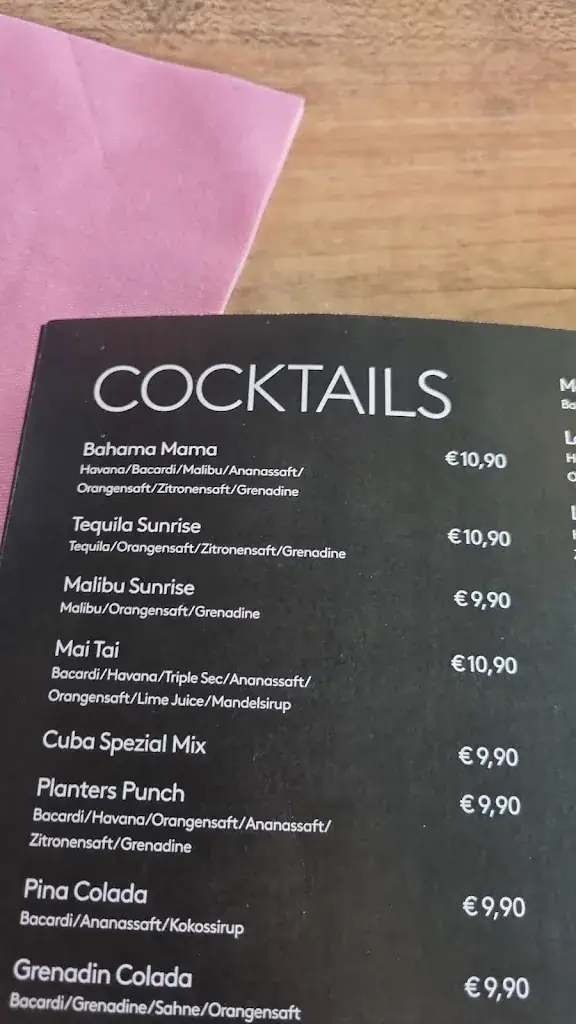 COCKTAILS
Bahama Mama €10,90
Havana/Bacardi/Malibu/Ananassaft/
Orangensaft/Zitronensaft/Grenadine
Tequila Sunrise €10,90
Tequila/Orangensaft/Zitronensaft/Grenadine
Malibu Sunrise €9,90
Malibu/Orangensaft/Grenadine
Mai Tai €10,90
Bacardi/Havana/Triple Sec/Ananassaft/
Orangensaft/Lime Juice/Mandelsirup
Cuba Spezial Mix €9,90
Planters Punch €9,90
Bacardi/Havana/Orangensaft/Ananassaft/
Zitronensaft/Grenadine
Pina Colada €9,90
Bacardi/Ananassaft/Kokossirup
Grenadin Colada €9,90
Bacardi/Grenadine/Sahne/Orangensaft